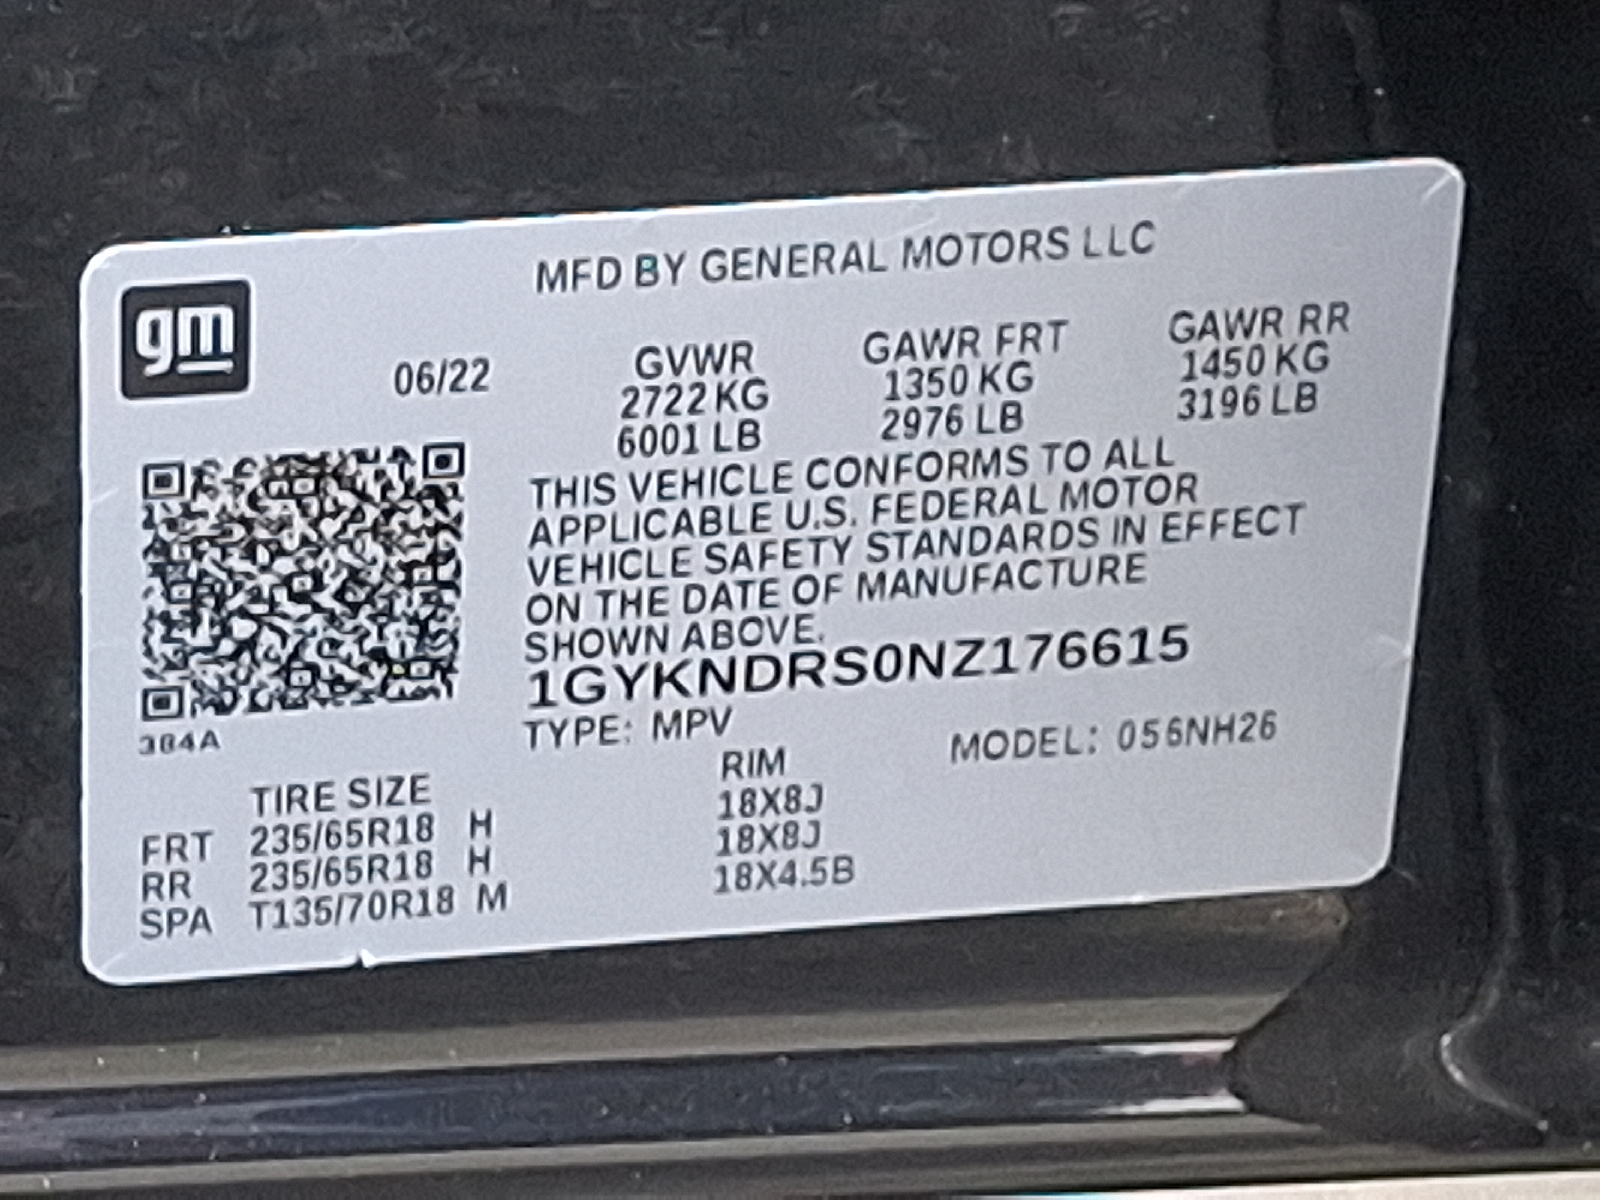 MFD BY GENERAL MOTORS LLC
gm
06/22
GVWR GAWR FRT GAWR RR
2722 KG 1350 KG 1450 KG
6001 LB 2976 LB 3196 LB
THIS VEHICLE CONFORMS TO ALL
APPLICABLE U.S. FEDERAL MOTOR
VEHICLE SAFETY STANDARDS IN EFFECT
ON THE DATE OF MANUFACTURE
SHOWN ABOVE.
1GYKNDRS0NZ176615
384A
TYPE: MPV MODEL: 056NH26
TIRE SIZE RIM
FRT 235/65R18 H 18X8J
RR 235/65R18 H 18X8J
SPA T135/70R18 M 18X4.5B